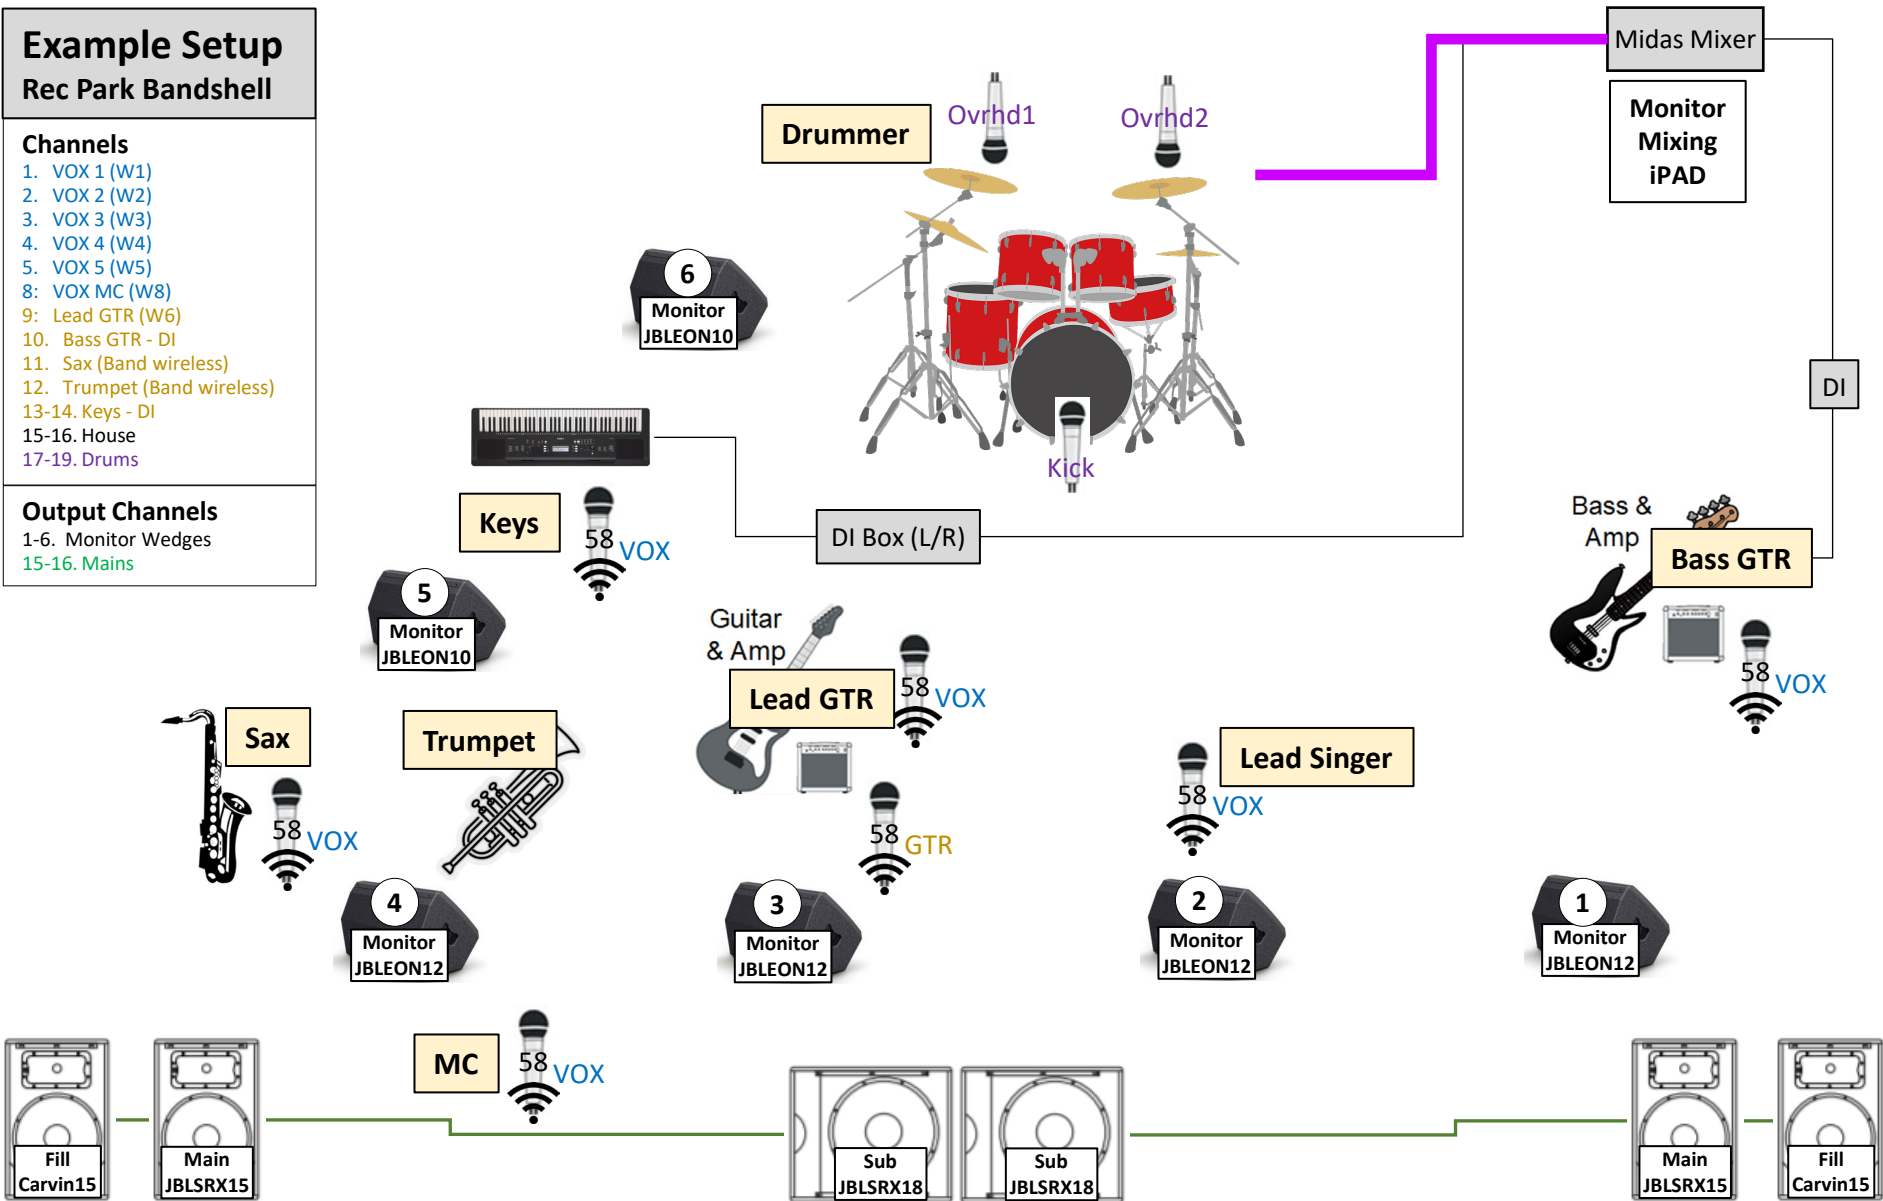 Example Setup
Rec Park Bandshell
Channels
1. VOX 1 (W1)
2. VOX 2 (W2)
3. VOX 3 (W3)
4. VOX 4 (W4)
5. VOX 5 (W5)
8: VOX MC (W8)
9: Lead GTR (W6)
10. Bass GTR - DI
11. Sax (Band wireless)
12. Trumpet (Band wireless)
13-14. Keys - DI
15-16. House
17-19. Drums
Output Channels
1-6. Monitor Wedges
15-16. Mains
Midas Mixer
Monitor
Mixing
iPAD
Drummer
Ovrhd1
Ovrhd2
6
Monitor
JBLEON10
Kick
DI
Keys
58
VOX
DI Box (L/R)
Bass &
Amp
Bass GTR
58
VOX
5
Monitor
JBLEON10
Guitar
& Amp
Lead GTR
58
VOX
58
GTR
Sax
58
VOX
Trumpet
Lead Singer
58
VOX
4
Monitor
JBLEON12
3
Monitor
JBLEON12
2
Monitor
JBLEON12
1
Monitor
JBLEON12
MC
58
VOX
Fill
Carvin15
Main
JBLSRX15
Sub
JBLSRX18
Sub
JBLSRX18
Main
JBLSRX15
Fill
Carvin15